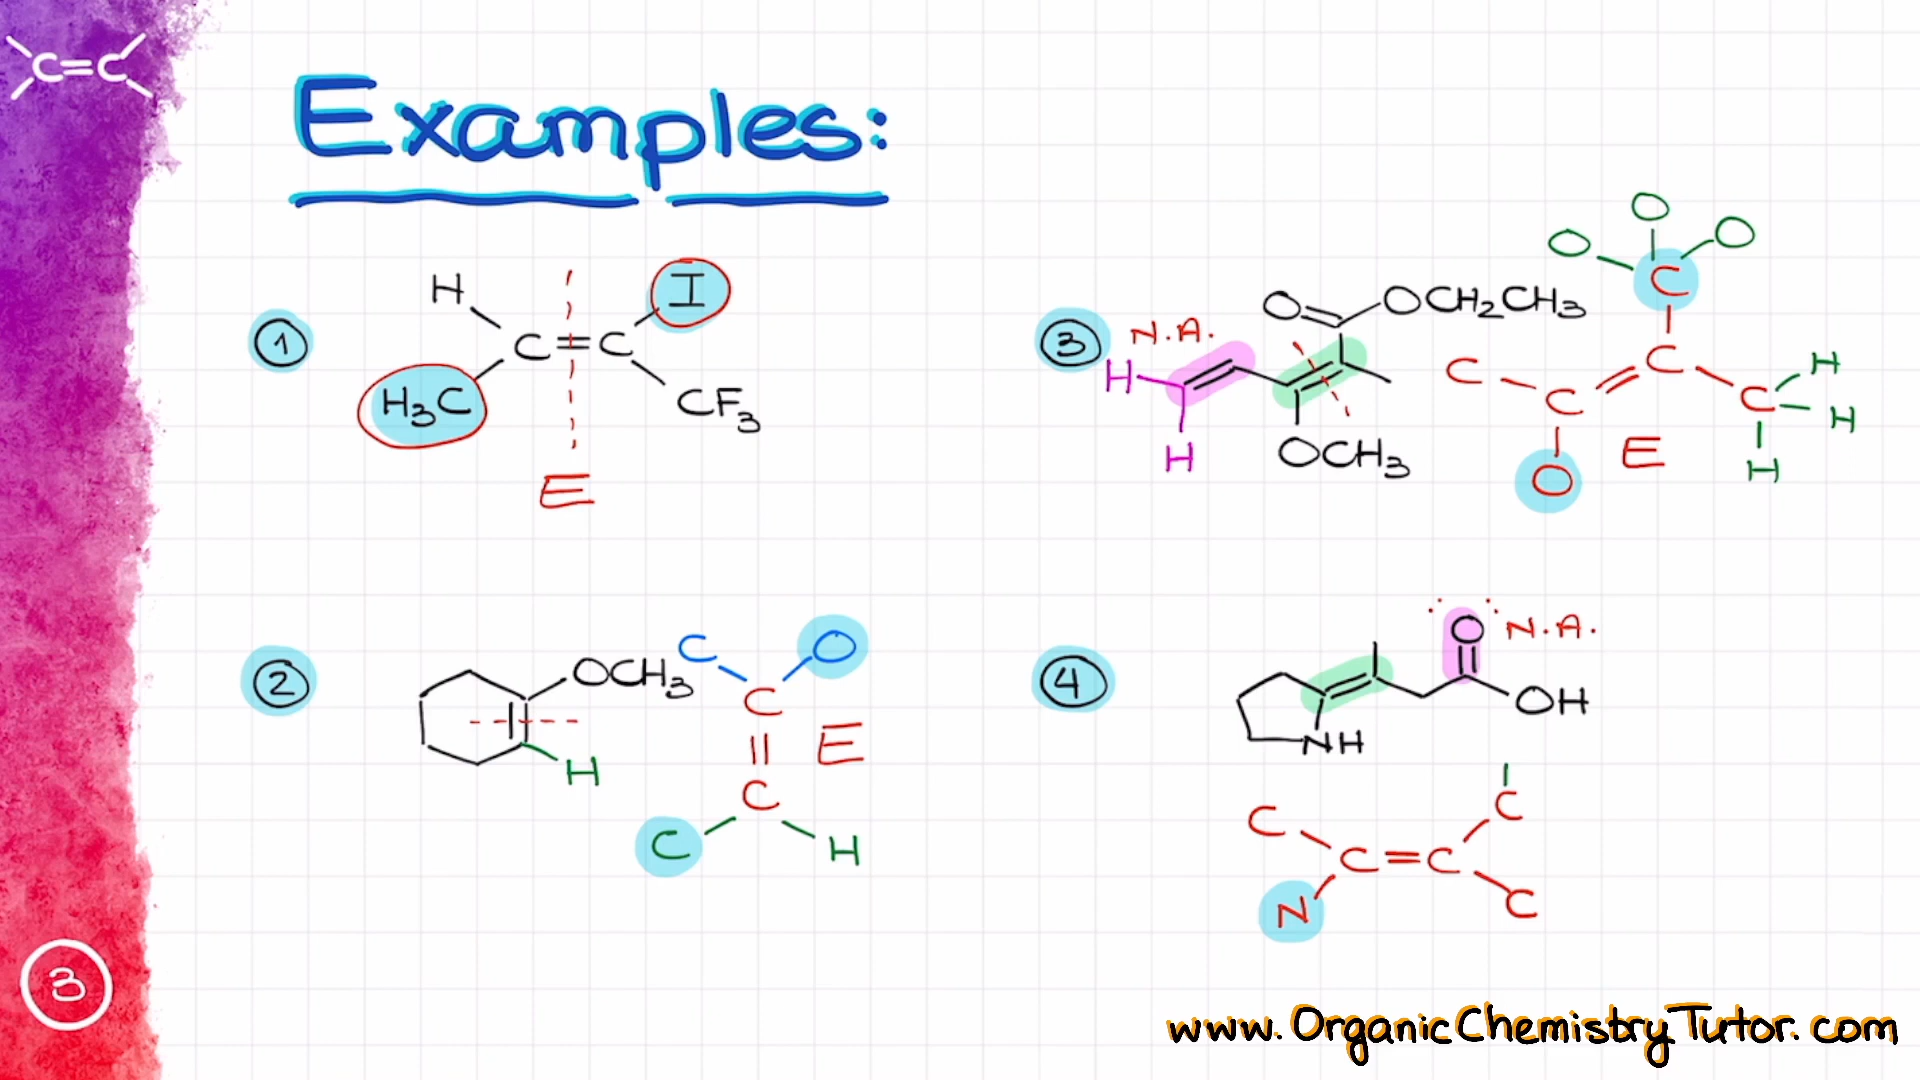 C=C
Examples:
1
H
I
C=C
H3C
CF3
E
2
OCH3
H
C
O
C
E
C
C
H
3
N.A.
H
H
O
OCH2CH3
OCH3
O
O
O
C
C
C
C
O
C
H
H
H
E
4
O
N.A.
OH
NH
C
C
C=C
N
C
3
www.OrganicChemistryTutor.com